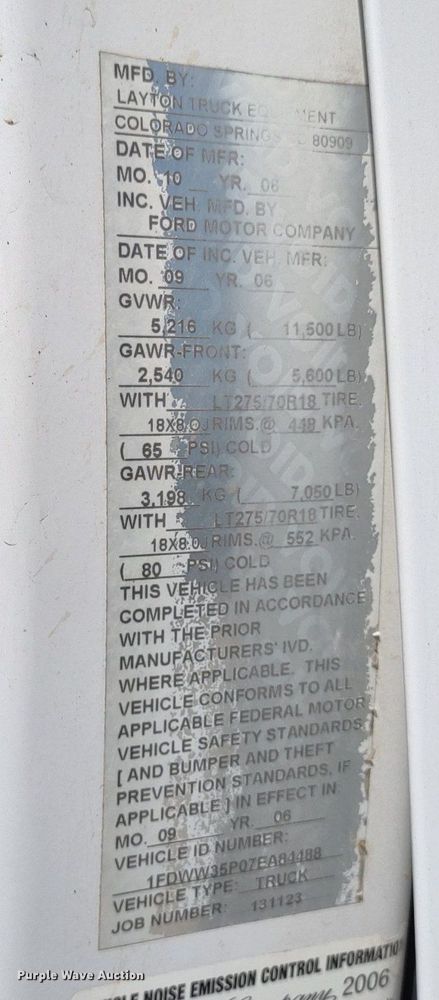 MFD. BY:
LAYTON TRUCK EQ MENT
COLORADO SPRINGS 80909
DATE OF MFR:
MO. 10 YR. 06
INC. VEH. MFD. BY
FORD MOTOR COMPANY
DATE OF INC. VEH. MFR:
MO. 09 YR. 06
GVWR:
5,216 KG ( 11,500 LB)
GAWR-FRONT:
2,540 KG ( 5,600 LB)
WITH LT275/70R18 TIRE.
18X8.0J RIMS.@ 448 KPA.
( 65 PSI) COLD
GAWR-REAR:
3,198 KG ( 7,050 LB)
WITH LT275/70R18 TIRE.
18X8.0J RIMS.@ 552 KPA.
( 80 PSI) COLD
THIS VEHICLE HAS BEEN
COMPLETED IN ACCORDANCE
WITH THE PRIOR
MANUFACTURERS' IVD.
WHERE APPLICABLE. THIS
VEHICLE CONFORMS TO ALL
APPLICABLE FEDERAL MOTOR
VEHICLE SAFETY STANDARDS,
[ AND BUMPER AND THEFT
PREVENTION STANDARDS, IF
APPLICABLE ] IN EFFECT IN:
MO. 09 YR. 06
VEHICLE ID NUMBER:
1FDWW35P07EA84488
VEHICLE TYPE: TRUCK
JOB NUMBER: 131123
NOISE EMISSION CONTROL INFORMATIO
Company 2006
Purple Wave Auction